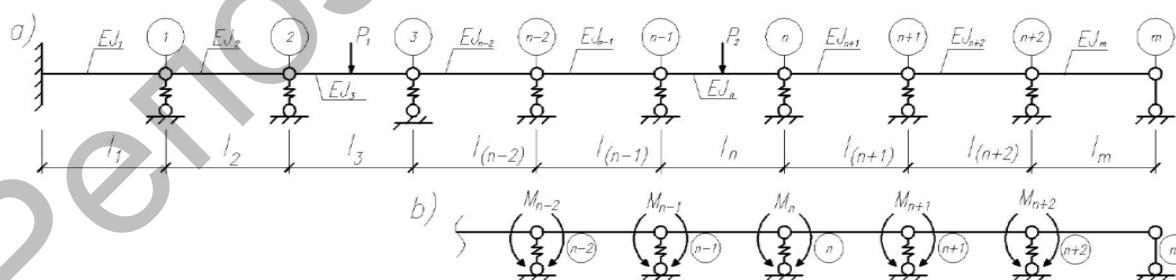 a) EJ₁ 1 EJ₂ 2 P₁ 3 EJₙ₋₂ n-2 EJₙ₋₁ n-1 P₂ n EJₙ₊₁ n+1 EJₙ₊₂ n+2 EJₘ m
EJ₃ EJₙ
l₁ l₂ l₃ l₍ₙ₋₂₎ l₍ₙ₋₁₎ lₙ l₍ₙ₊₁₎ l₍ₙ₊₂₎ lₘ
b) Mₙ₋₂ Mₙ₋₁ Mₙ Mₙ₊₁ Mₙ₊₂
n-2 n-1 n n+1 n+2